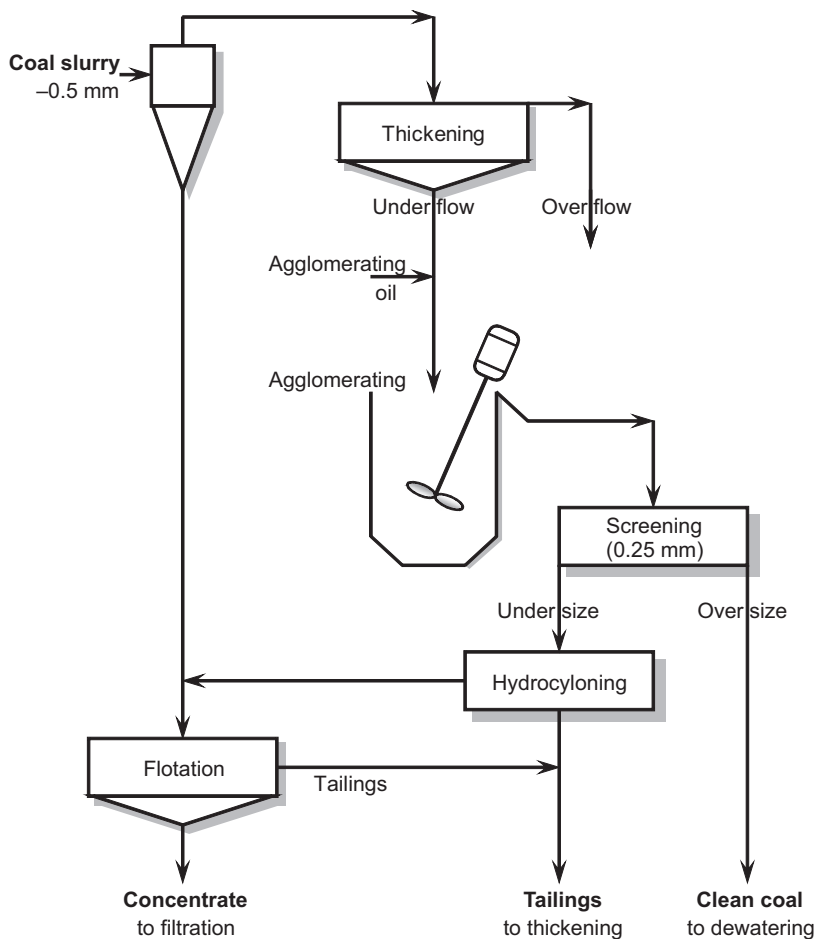 Coal slurry
–0.5 mm
Thickening
Under flow
Over flow
Agglomerating
oil
Agglomerating
Screening
(0.25 mm)
Under size
Over size
Hydrocyloning
Flotation
Tailings
Concentrate
to filtration
Tailings
to thickening
Clean coal
to dewatering